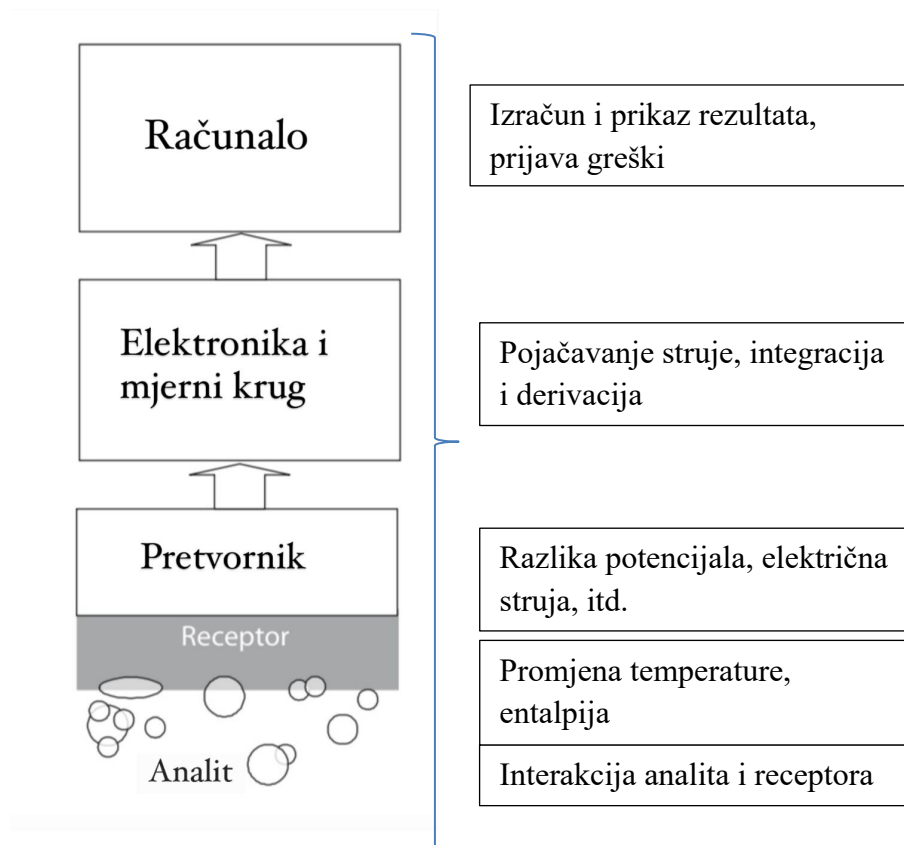 Računalo
Izračun i prikaz rezultata,
prijava greški
Elektronika i
mjerni krug
Pojačavanje struje, integracija
i derivacija
Pretvornik
Razlika potencijala, eléktrična
struja, itd.
Receptor
Promjena temperature,
entalpija
Analit
Interakcija analita i receptora